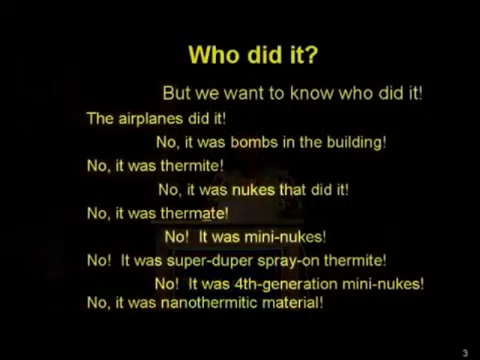 Who did it?
But we want to know who did it!
The airplanes did it!
No, it was bombs in the building!
No, it was thermite!
No, it was nukes that did it!
No, it was thermate!
No! It was mini-nukes!
No! It was super-duper spray-on thermite!
No! It was 4th-generation mini-nukes!
No, it was nanothermitic material!
3